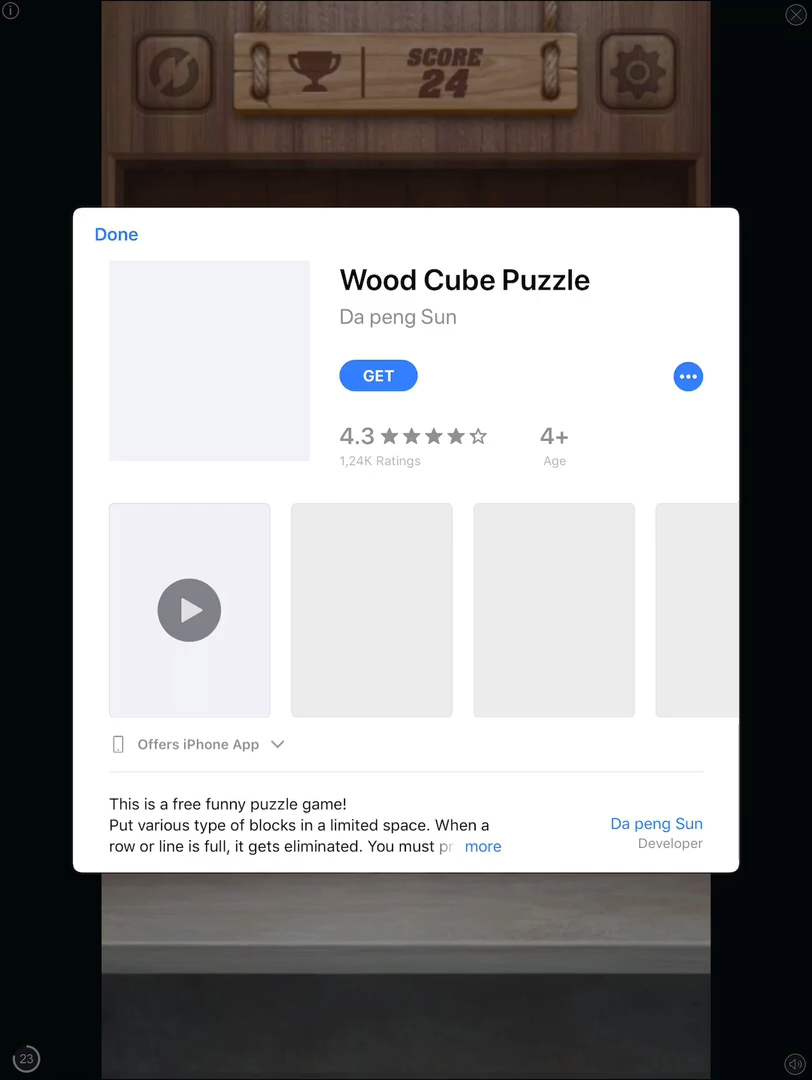 SCORE
24
Done
Wood Cube Puzzle
Da peng Sun
GET
4.3
4+
1,24K Ratings
Age
Offers iPhone App
This is a free funny puzzle game!
Put various type of blocks in a limited space. When a
row or line is full, it gets eliminated. You must pr more
Da peng Sun
Developer
23